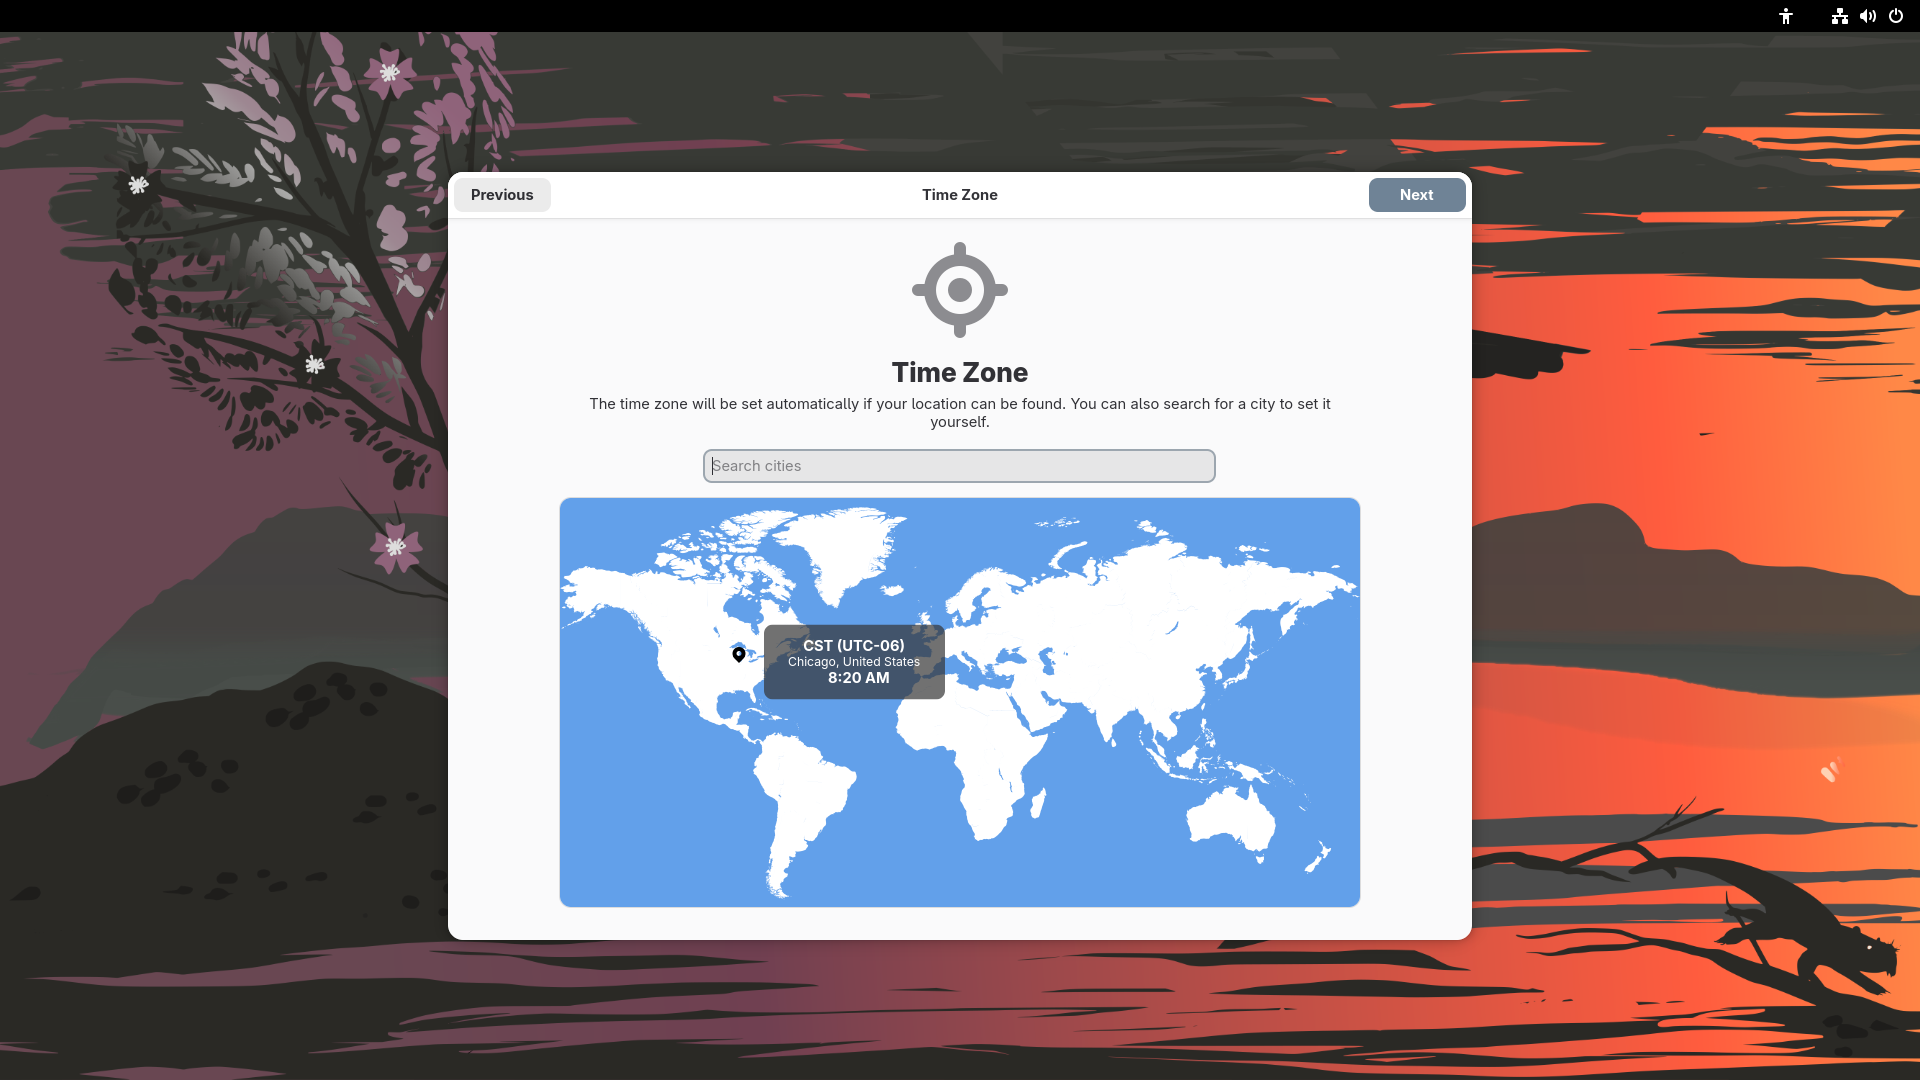 Previous
Time Zone
Next
Time Zone
The time zone will be set automatically if your location can be found. You can also search for a city to set it
yourself.
Search cities
CST (UTC-06)
Chicago, United States
8:20 AM